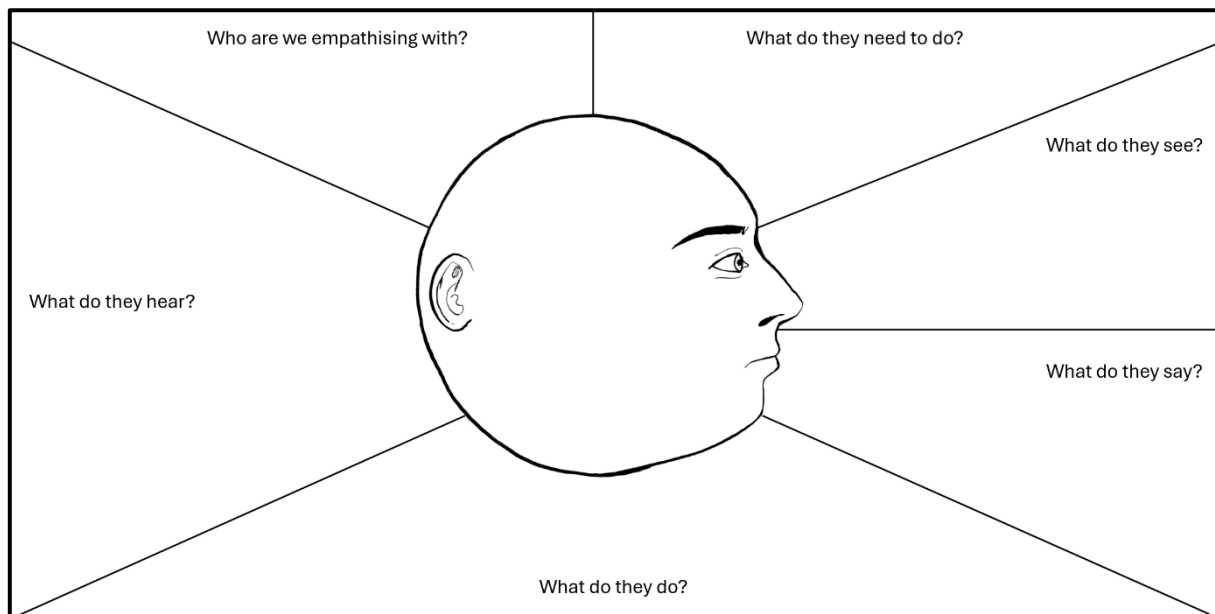 Who are we empathising with?
What do they need to do?
What do they see?
What do they hear?
What do they say?
What do they do?